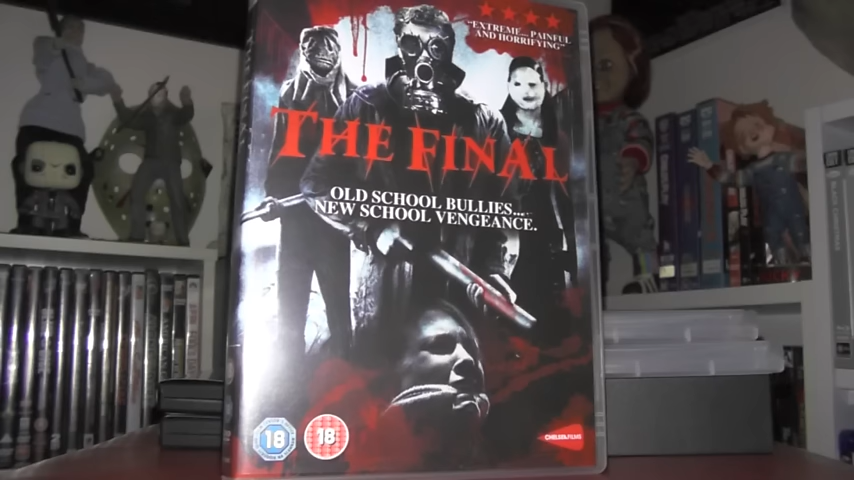 "EXTREME... PAINFUL
AND HORRIFYING"
THE FINAL
OLD SCHOOL BULLIES...
NEW SCHOOL VENGEANCE.
18
18
CHELSEA FILMS